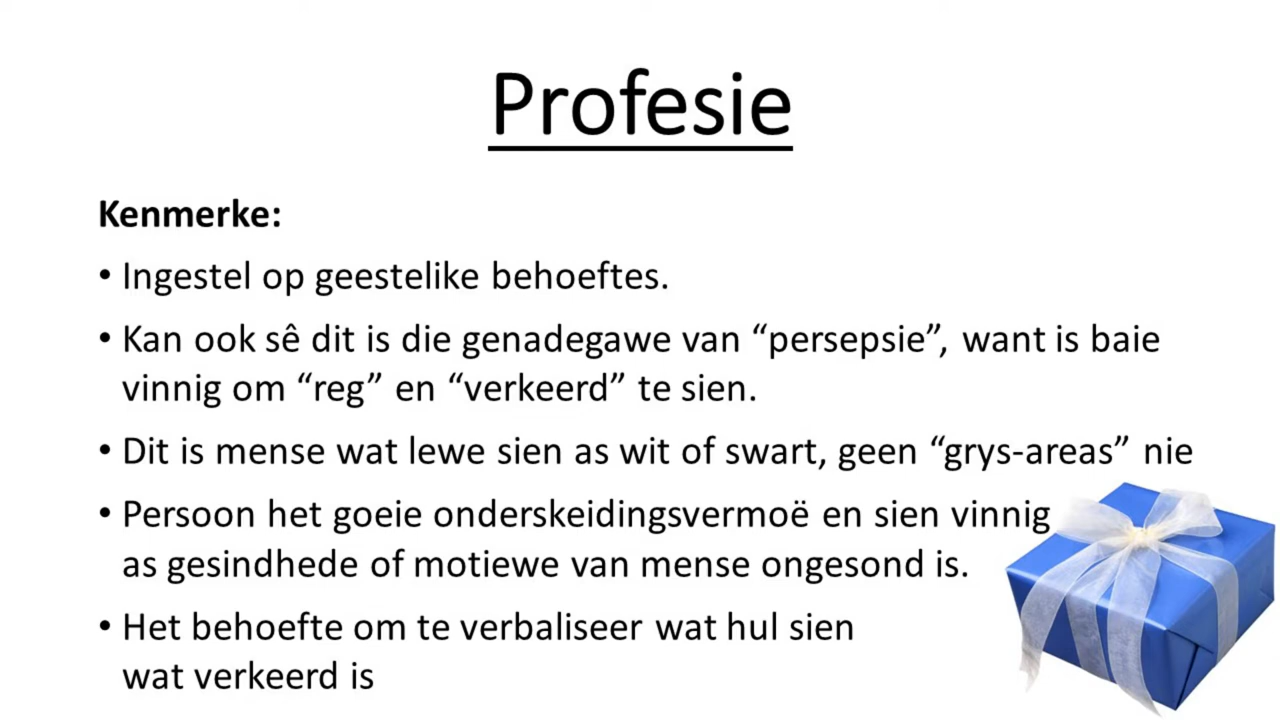 Profesie
Kenmerke:
• Ingestel op geestelike behoeftes.
• Kan ook sê dit is die genadegawe van “persepsie”, want is baie
vinnig om “reg” en “verkeerd” te sien.
• Dit is mense wat lewe sien as wit of swart, geen “grys-areas” nie
• Persoon het goeie onderskeidingsvermoë en sien vinnig
as gesindhede of motiewe van mense ongesond is.
• Het behoefte om te verbaliseer wat hul sien
wat verkeerd is